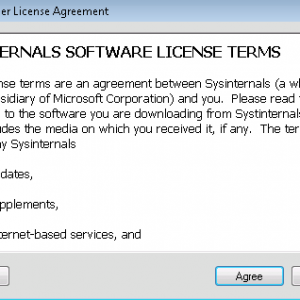 er License Agreement
ERNALS SOFTWARE LICENSE TERMS
nse terms are an agreement between Sysinternals (a wh
sidiary of Microsoft Corporation) and you. Please read t
to the software you are downloading from Systinternals
udes the media on which you received it, if any. The ter
ny Sysinternals
dates,
pplements,
ternet-based services, and
Agree